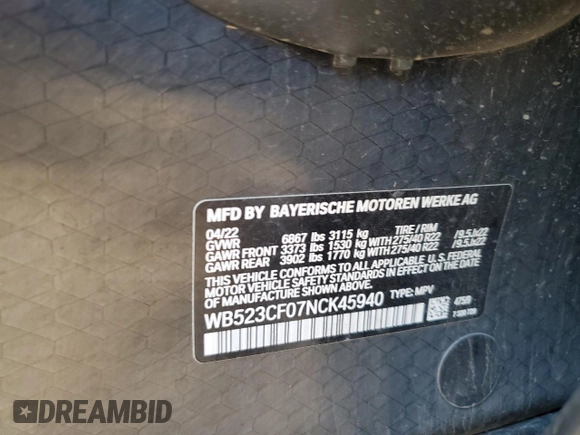 MFD BY BAYERISCHE MOTOREN WERKE AG
04/22 TIRE / RIM
GVWR 6867 lbs 3115 kg
GAWR FRONT 3373 lbs 1530 kg WITH 275/40 R22 /9.5Jx22
GAWR REAR 3902 lbs 1770 kg WITH 275/40 R22 /9.5Jx22
THIS VEHICLE CONFORMS TO ALL APPLICABLE U.S. FEDERAL
MOTOR VEHICLE SAFETY STANDARDS IN EFFECT ON THE
DATE OF MANUFACTURE SHOWN ABOVE.
WB523CF07NCK45940 TYPE: MPV
DREAMBID